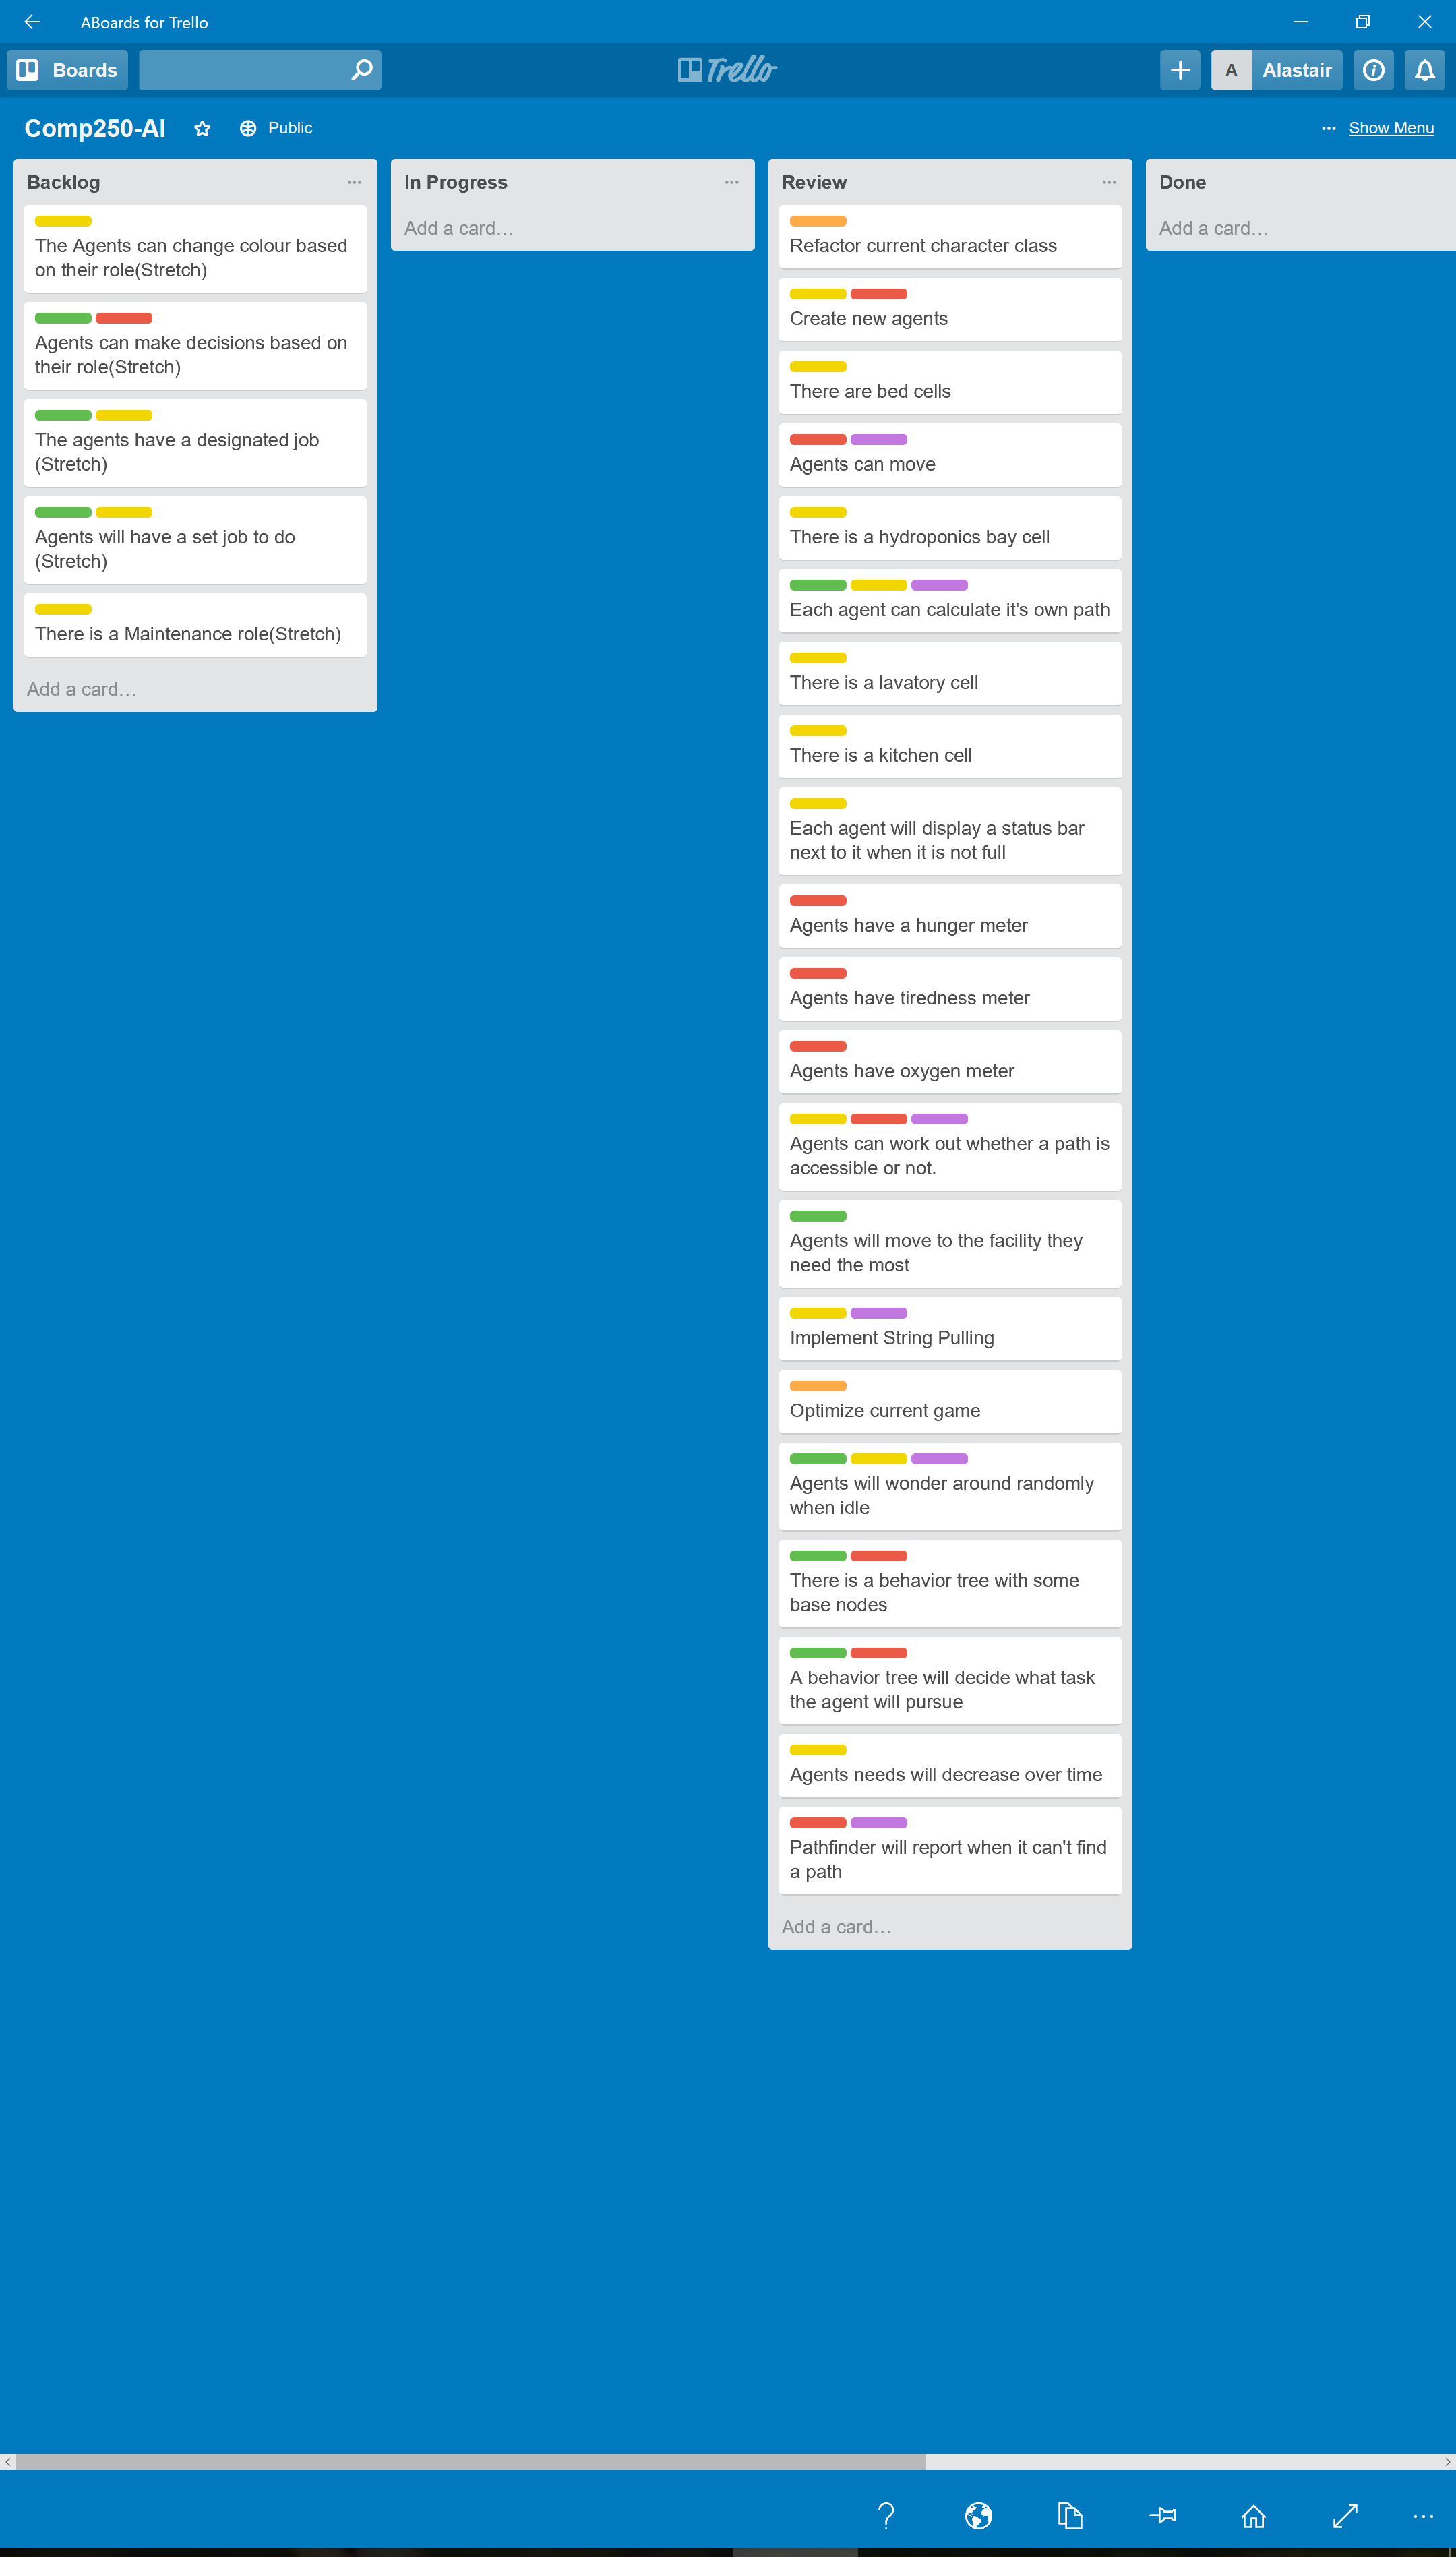 ABoards for Trello
Boards
Trello
A
Alastair
Comp250-AI
Public
... Show Menu
Backlog
...
The Agents can change colour based
on their role(Stretch)
Agents can make decisions based on
their role(Stretch)
The agents have a designated job
(Stretch)
Agents will have a set job to do
(Stretch)
There is a Maintenance role(Stretch)
Add a card…
In Progress
...
Add a card…
Review
...
Refactor current character class
Create new agents
There are bed cells
Agents can move
There is a hydroponics bay cell
Each agent can calculate it's own path
There is a lavatory cell
There is a kitchen cell
Each agent will display a status bar
next to it when it is not full
Agents have a hunger meter
Agents have tiredness meter
Agents have oxygen meter
Agents can work out whether a path is
accessible or not.
Agents will move to the facility they
need the most
Implement String Pulling
Optimize current game
Agents will wonder around randomly
when idle
There is a behavior tree with some
base nodes
A behavior tree will decide what task
the agent will pursue
Agents needs will decrease over time
Pathfinder will report when it can't find
a path
Add a card…
Done
Add a card…